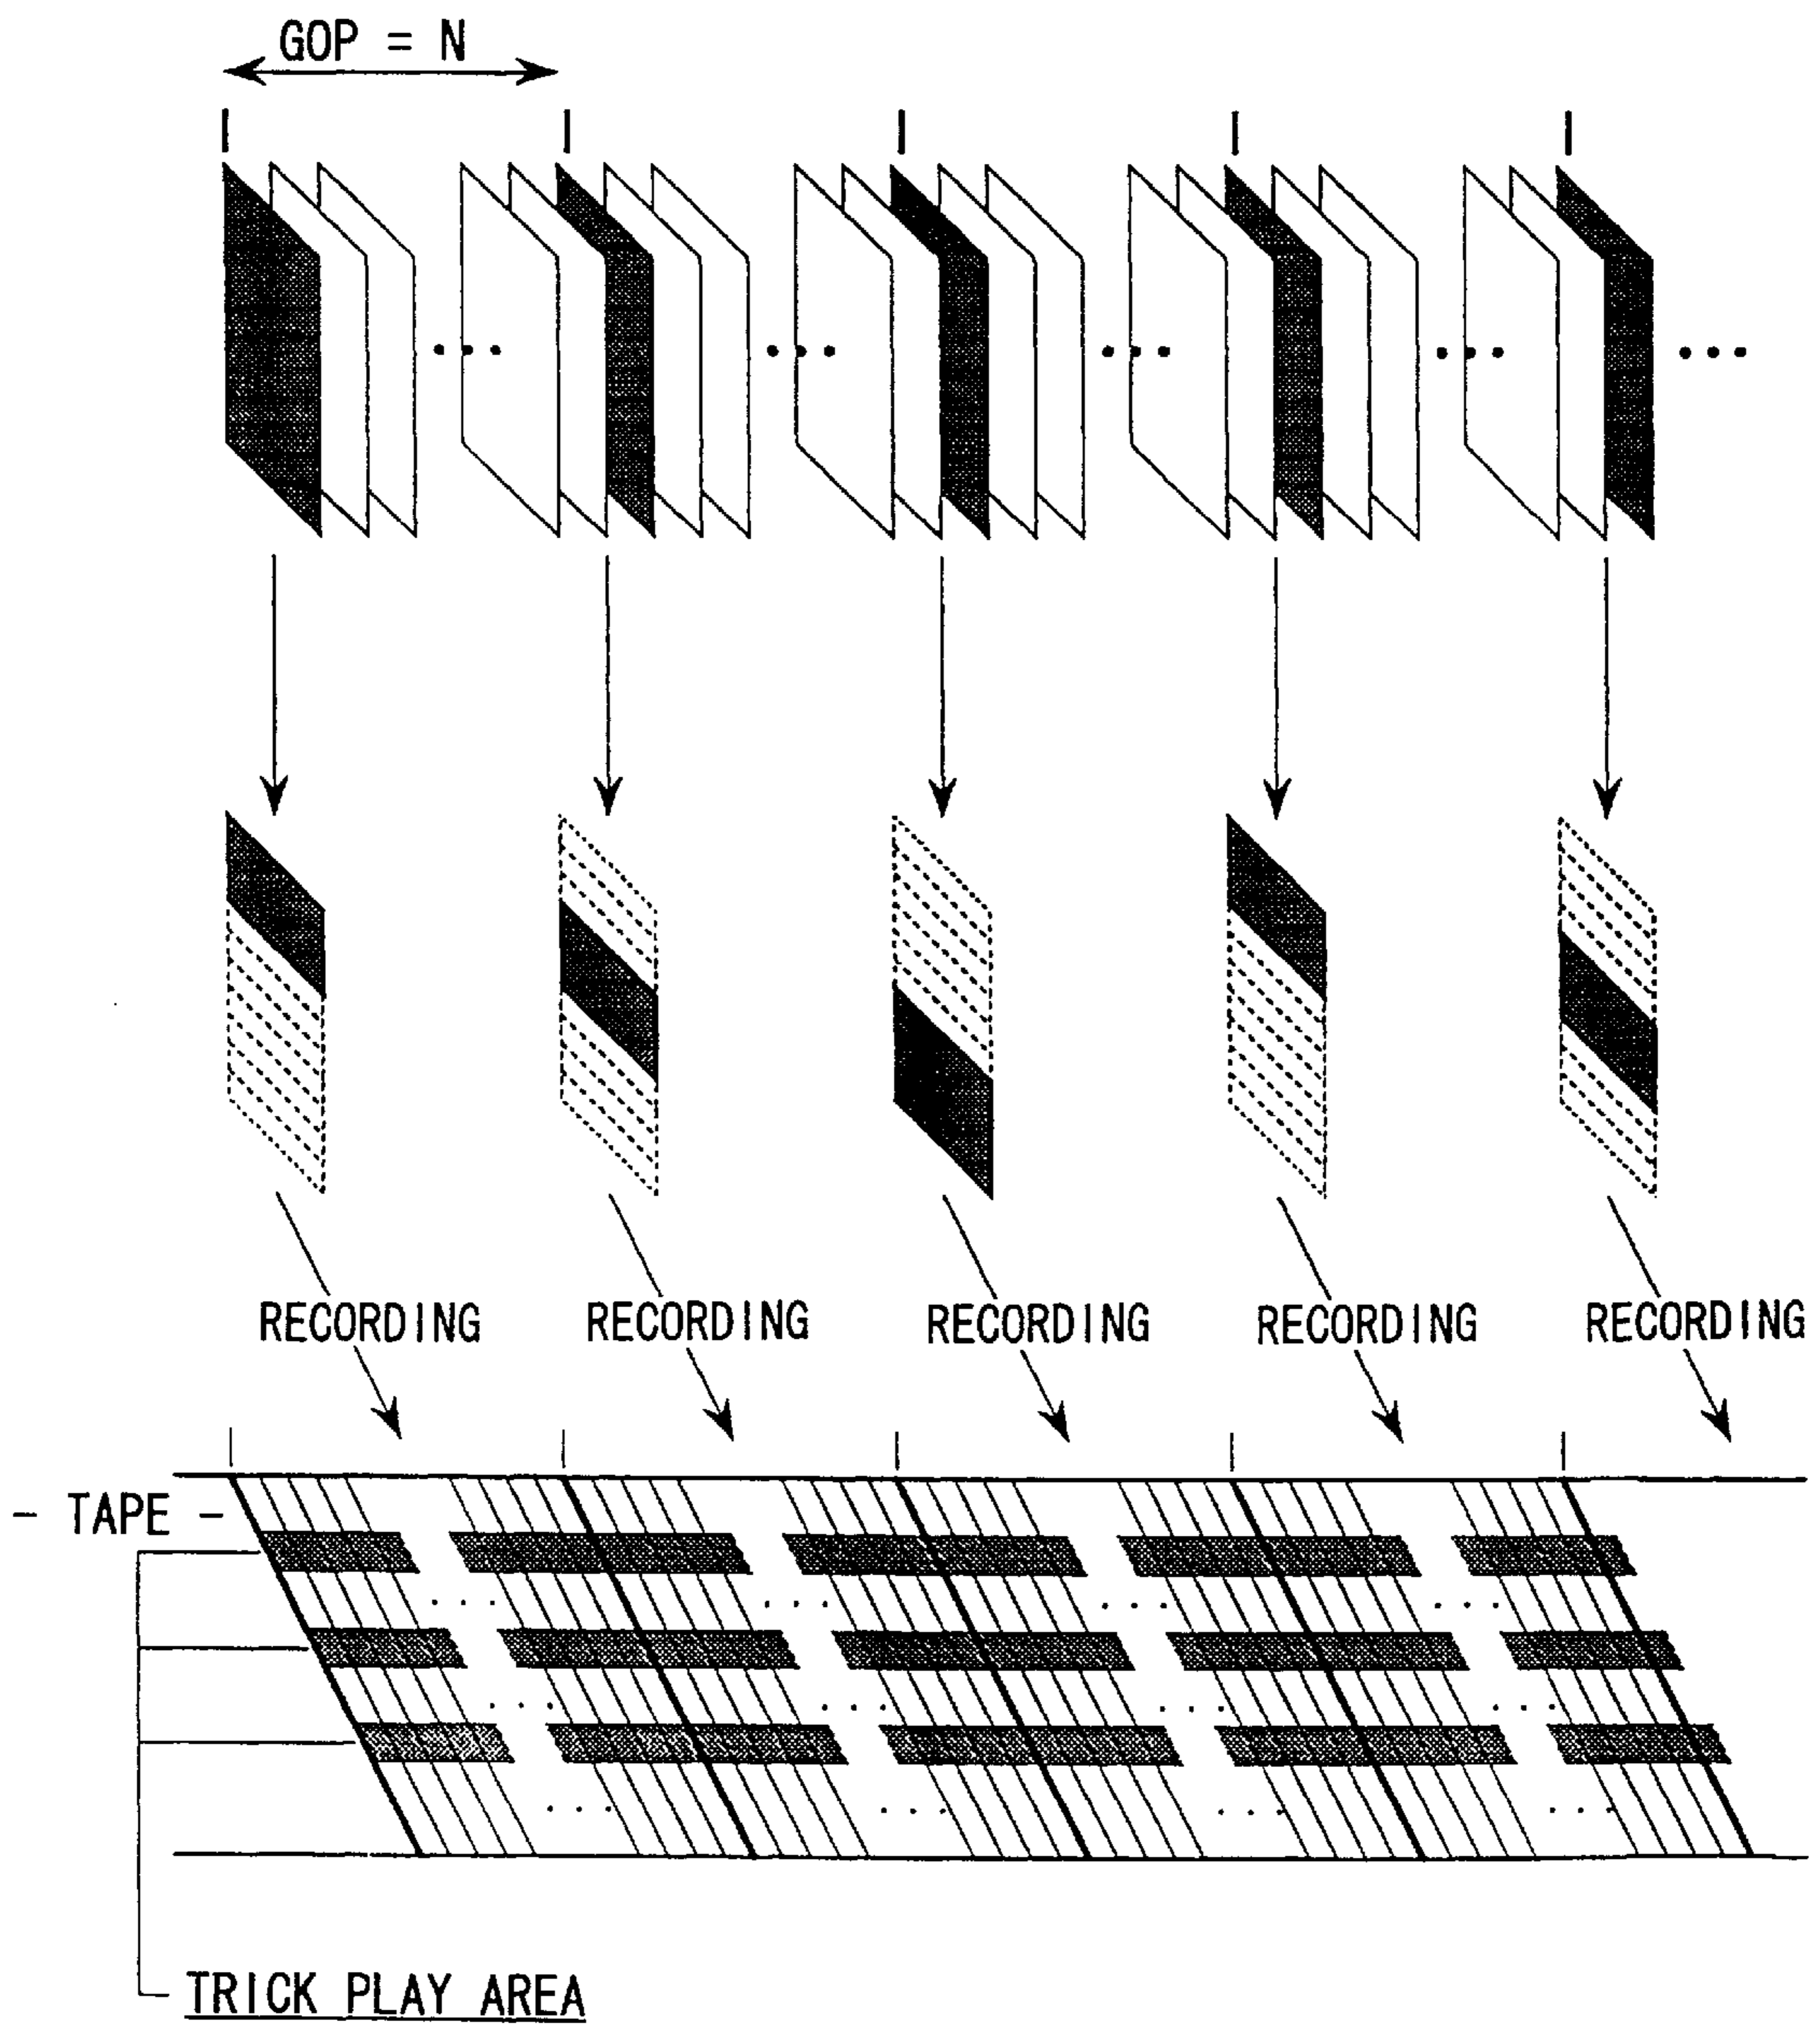 GOP = N
I I I I I
RECORDING RECORDING RECORDING RECORDING RECORDING
- TAPE -
TRICK PLAY AREA